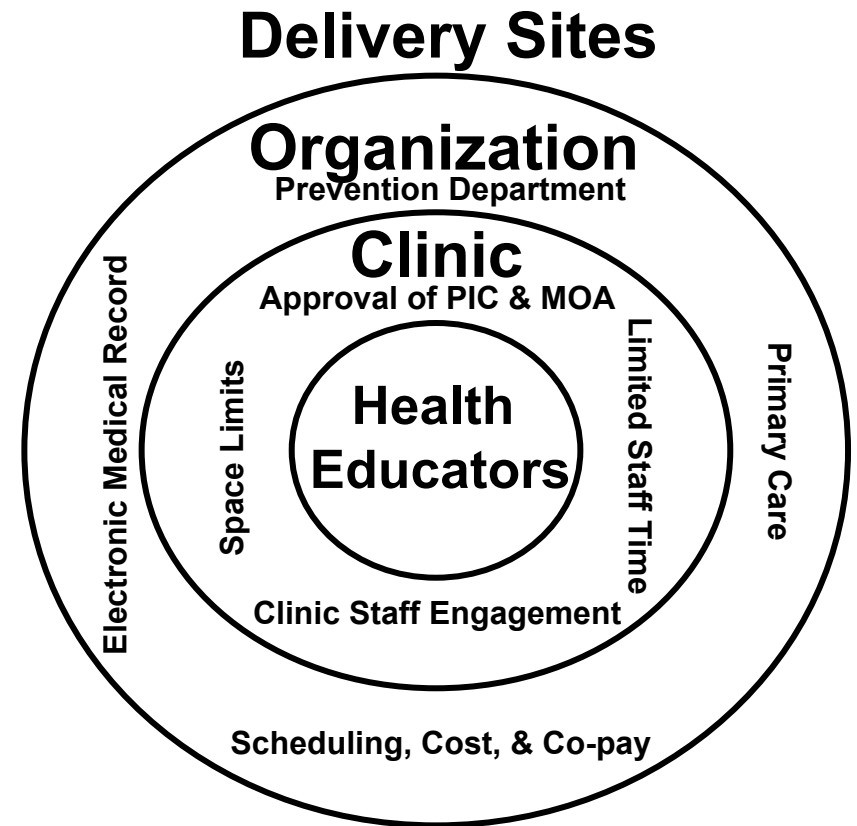 Delivery Sites
Organization
Prevention Department
Clinic
Approval of PIC & MOA
Electronic Medical Record
Space Limits
Health
Educators
Limited Staff Time
Primary Care
Clinic Staff Engagement
Scheduling, Cost, & Co-pay